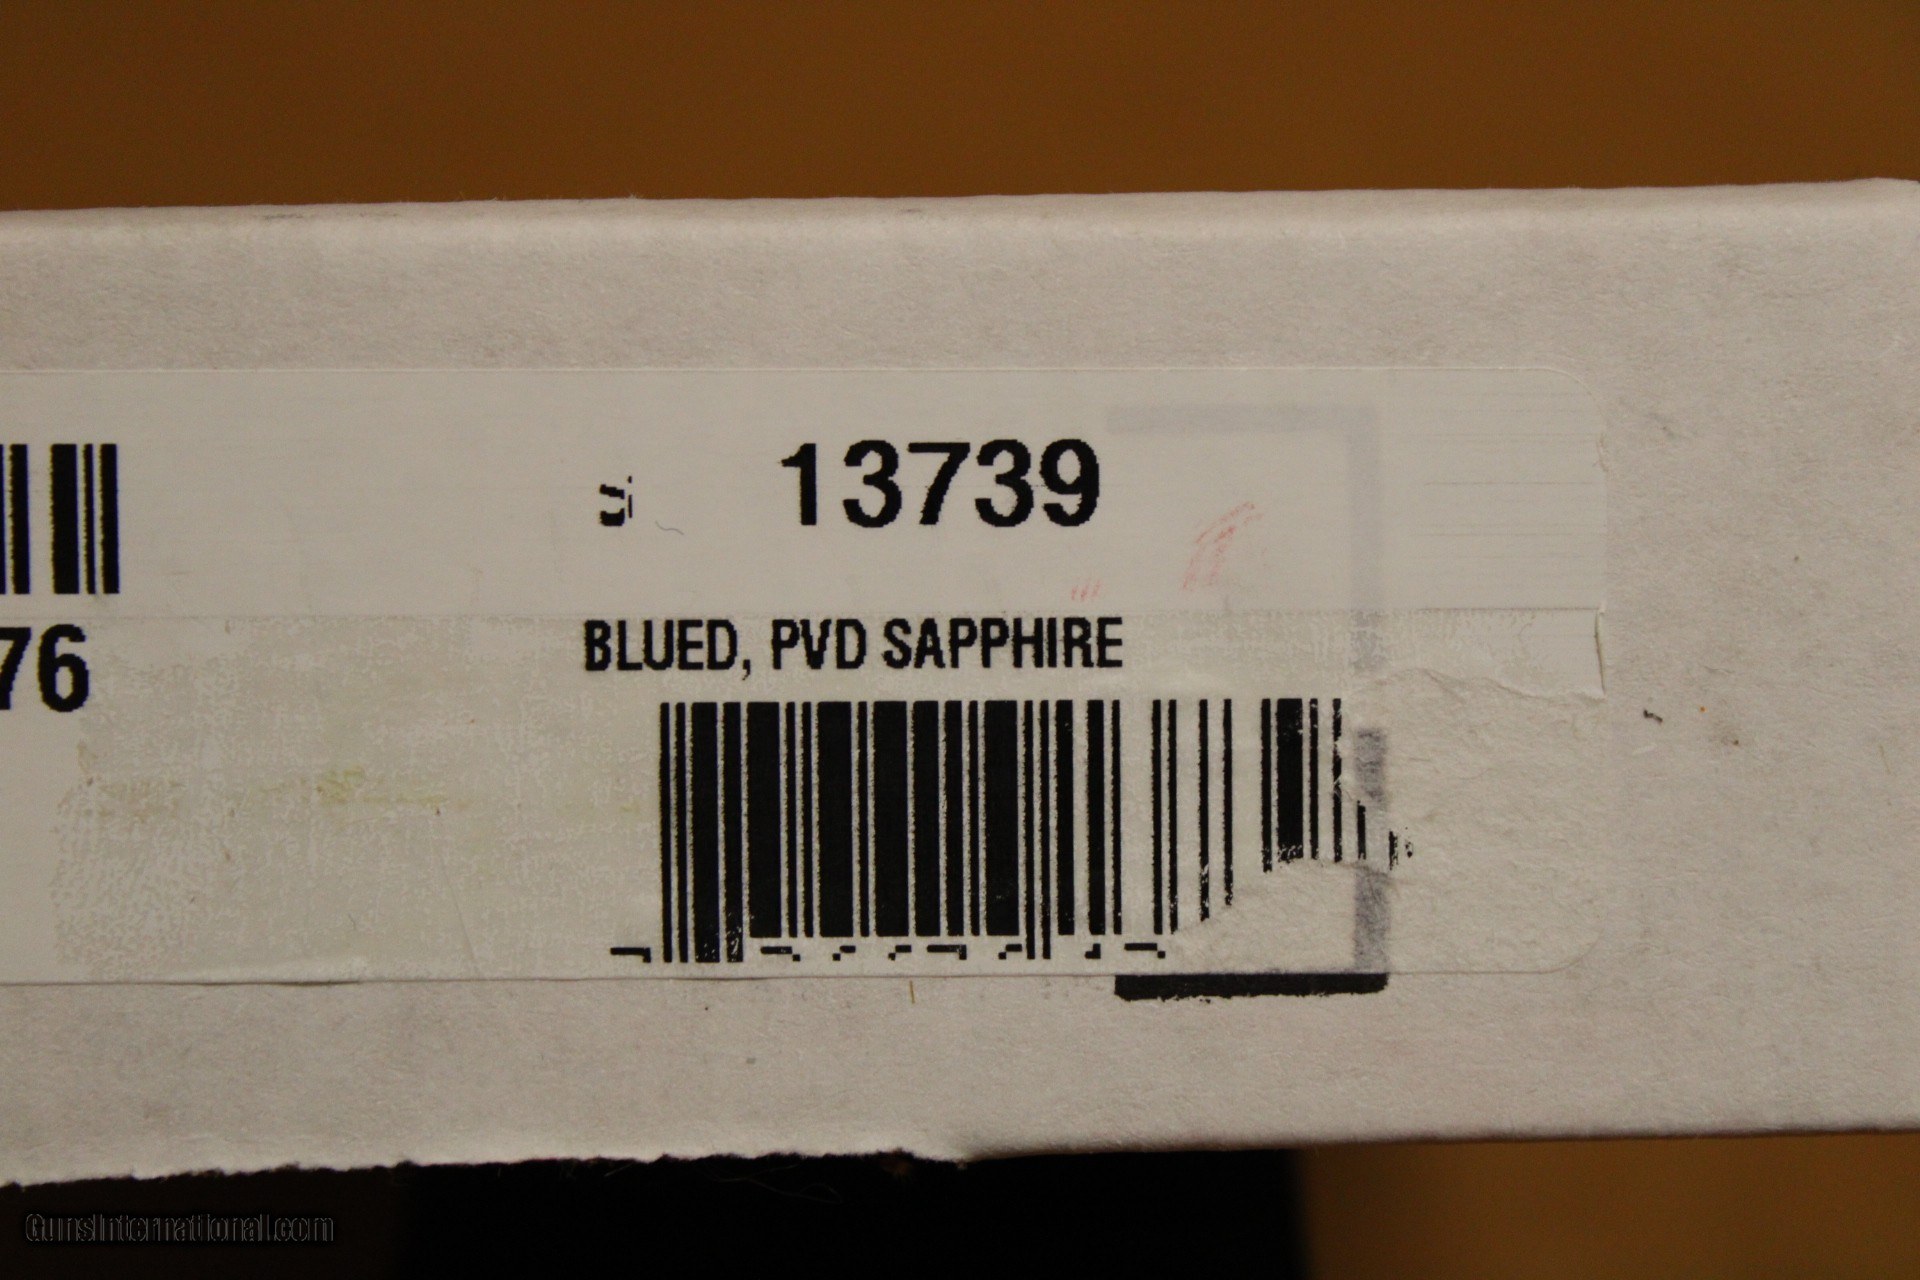 13739
76
BLUED, PVD SAPPHIRE
GunsInternational.com